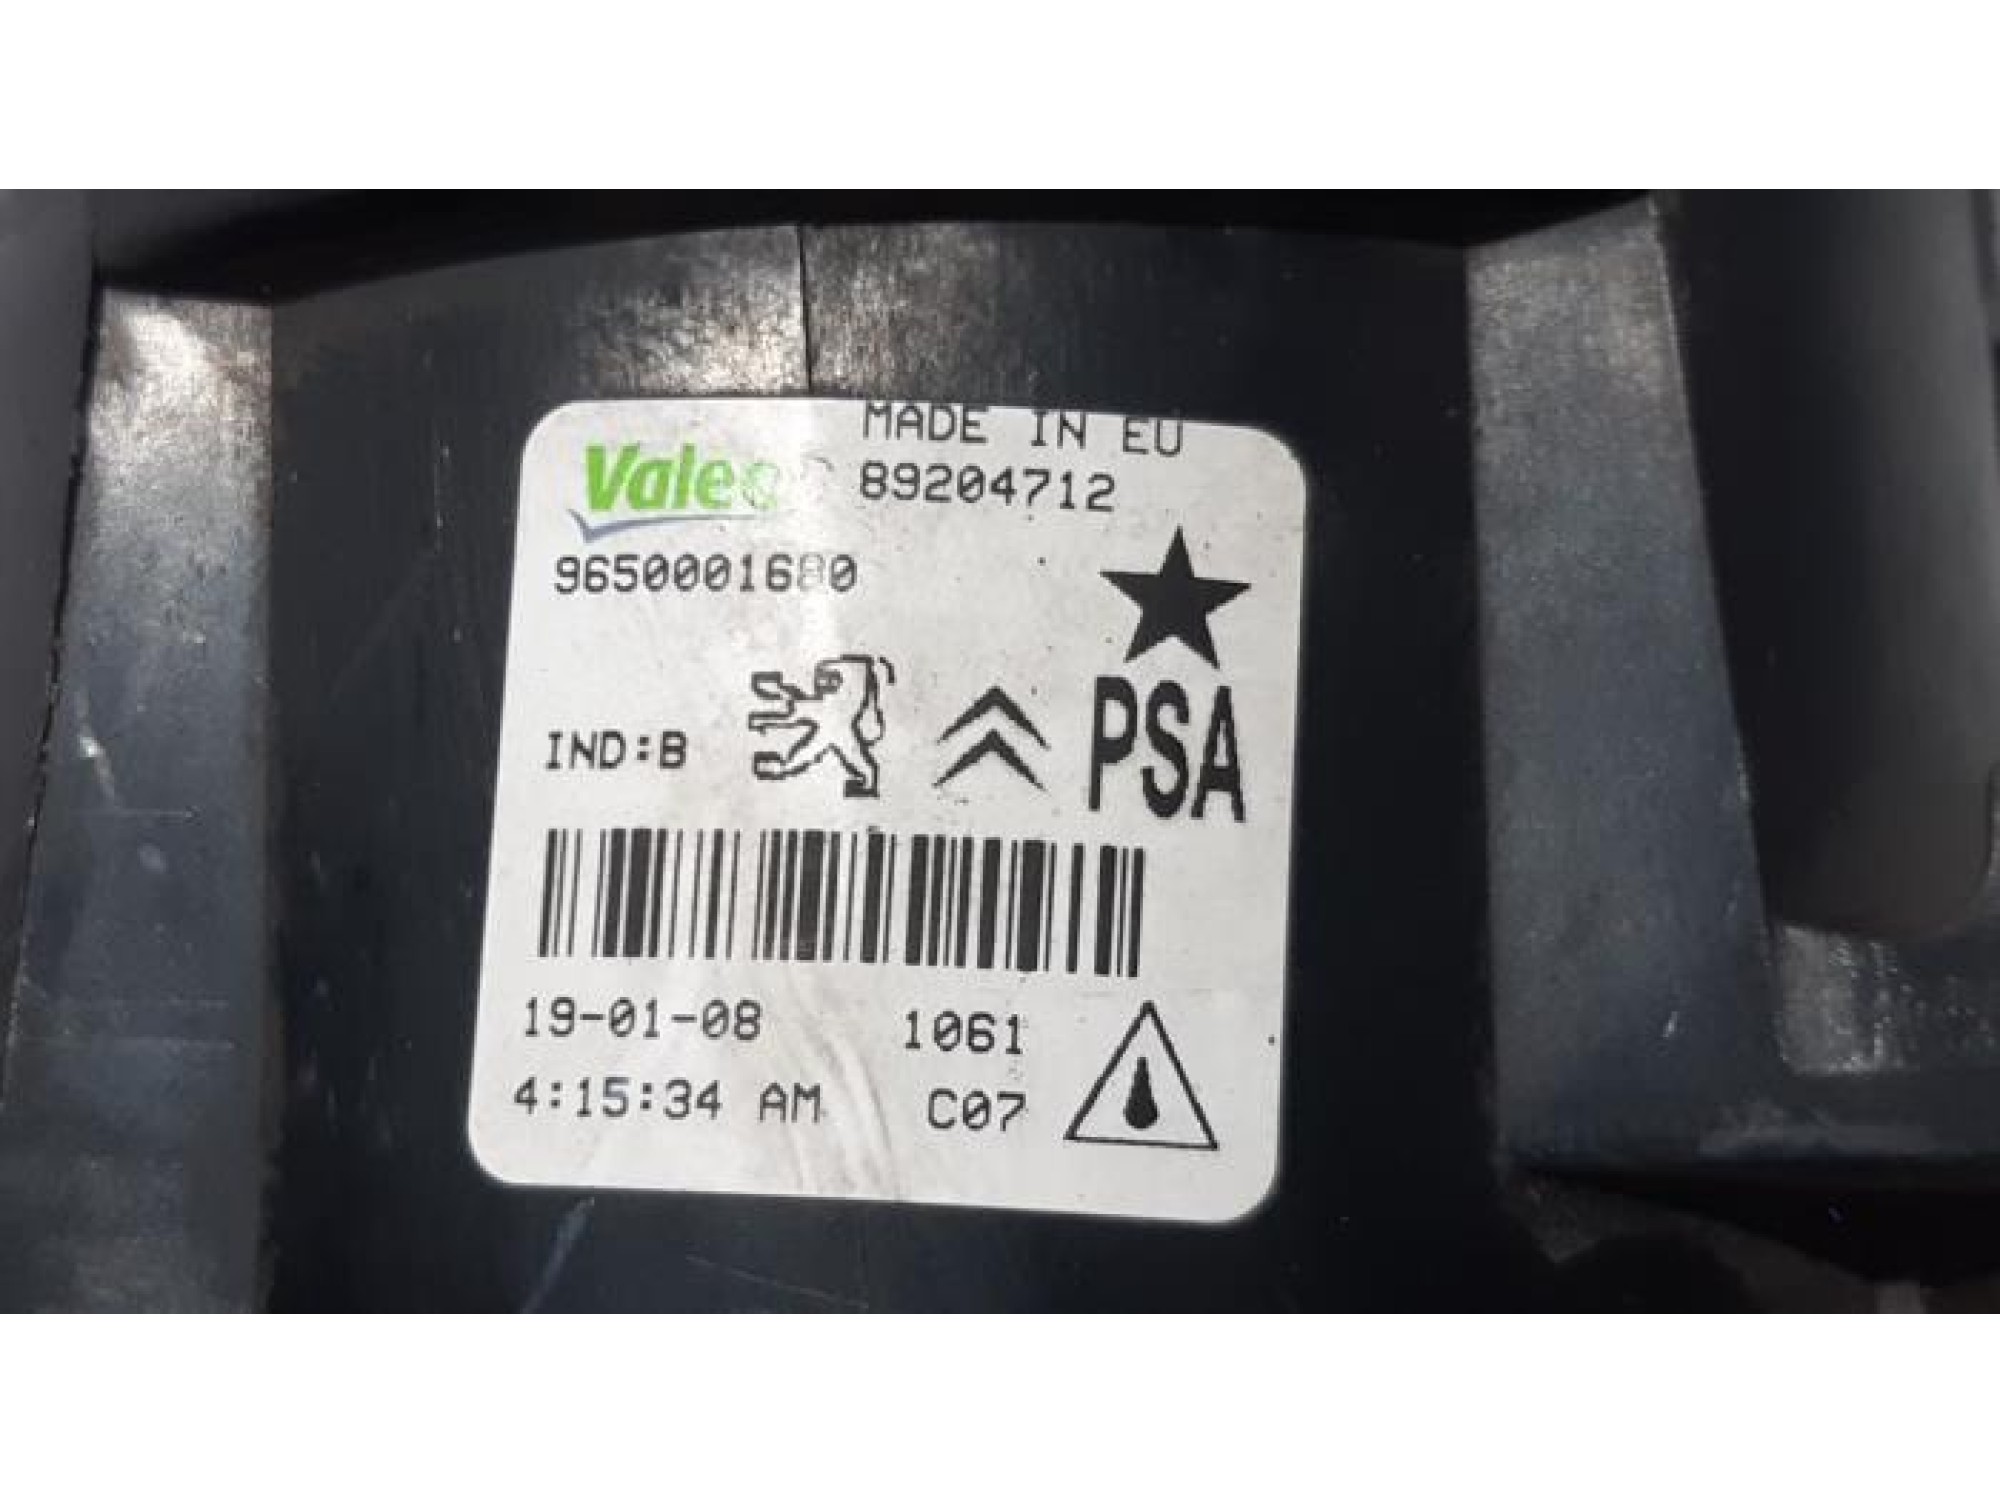 MADE IN EU
Valeo 89204712
9650001680
IND:B PSA
19-01-08 1061
4:15:34 AM C07